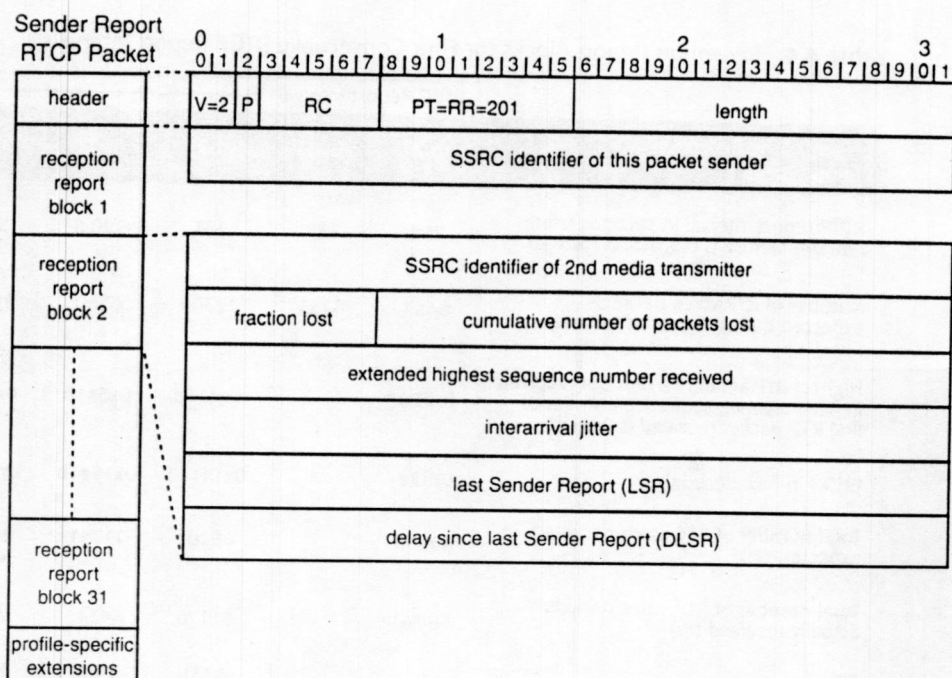 Sender Report
RTCP Packet
0 1 2 3
0 1 2 3 4 5 6 7 8 9 0 1 2 3 4 5 6 7 8 9 0 1 2 3 4 5 6 7 8 9 0 1
header
V=2 P RC PT=RR=201 length
reception
report
block 1
SSRC identifier of this packet sender
reception
report
block 2
SSRC identifier of 2nd media transmitter
fraction lost cumulative number of packets lost
extended highest sequence number received
interarrival jitter
last Sender Report (LSR)
delay since last Sender Report (DLSR)
reception
report
block 31
profile-specific
extensions